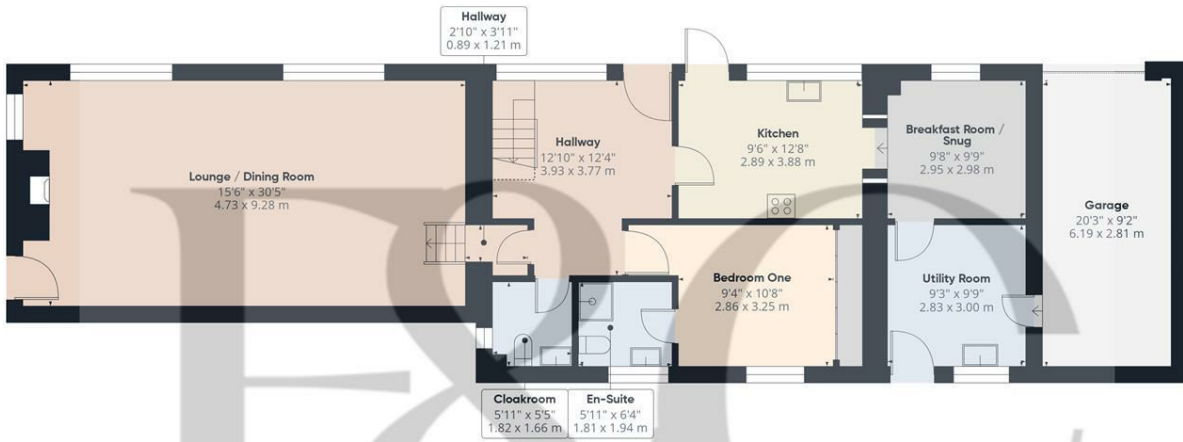 Hallway
2'10" x 3'11"
0.89 x 1.21 m
Lounge / Dining Room
15'6" x 30'5"
4.73 x 9.28 m
Hallway
12'10" x 12'4"
3.93 x 3.77 m
Kitchen
9'6" x 12'8"
2.89 x 3.88 m
Breakfast Room /
Snug
9'8" x 9'9"
2.95 x 2.98 m
Garage
20'3" x 9'2"
6.19 x 2.81 m
Bedroom One
9'4" x 10'8"
2.86 x 3.25 m
Utility Room
9'3" x 9'9"
2.83 x 3.00 m
Cloakroom
5'11" x 5'5"
1.82 x 1.66 m
En-Suite
5'11" x 6'4"
1.81 x 1.94 m